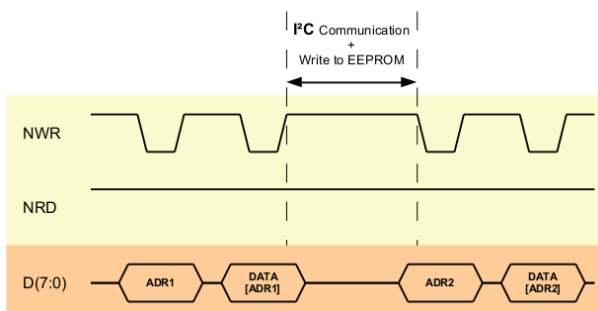 I²C Communication
+
Write to EEPROM
NWR
NRD
D(7:0)
ADR1
DATA
[ADR1]
ADR2
DATA
[ADR2]